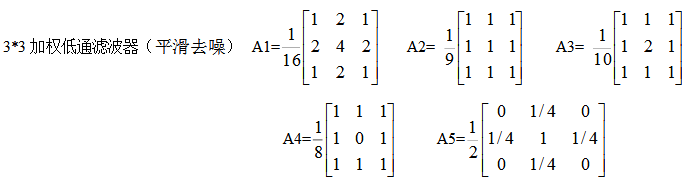 3*3加权低通滤波器（平滑去噪） A1= 1/16 [1 2 1; 2 4 2; 1 2 1] A2= 1/9 [1 1 1; 1 1 1; 1 1 1] A3= 1/10 [1 1 1; 1 2 1; 1 1 1]
A4= 1/8 [1 1 1; 1 0 1; 1 1 1] A5= 1/2 [0 1/4 0; 1/4 1 1/4; 0 1/4 0]